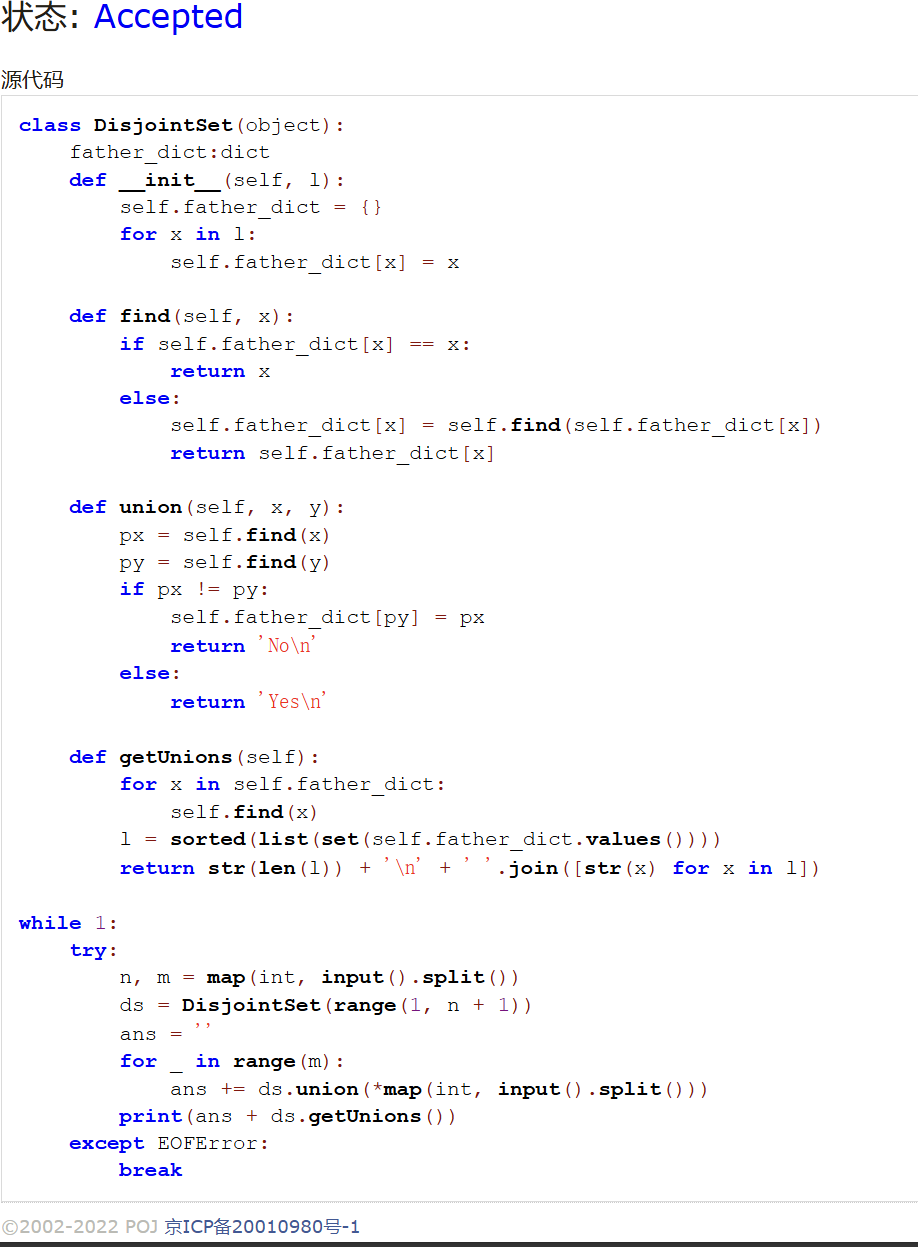 状态: Accepted
源代码
class DisjointSet(object):
    father_dict:dict
    def __init__(self, l):
        self.father_dict = {}
        for x in l:
            self.father_dict[x] = x

    def find(self, x):
        if self.father_dict[x] == x:
            return x
        else:
            self.father_dict[x] = self.find(self.father_dict[x])
            return self.father_dict[x]

    def union(self, x, y):
        px = self.find(x)
        py = self.find(y)
        if px != py:
            self.father_dict[py] = px
            return 'No\n'
        else:
            return 'Yes\n'

    def getUnions(self):
        for x in self.father_dict:
            self.find(x)
        l = sorted(list(set(self.father_dict.values())))
        return str(len(l)) + '\n' + ' '.join([str(x) for x in l])

while 1:
    try:
        n, m = map(int, input().split())
        ds = DisjointSet(range(1, n + 1))
        ans = ''
        for _ in range(m):
            ans += ds.union(*map(int, input().split()))
        print(ans + ds.getUnions())
    except EOFError:
        break
©2002-2022 POJ 京ICP备20010980号-1